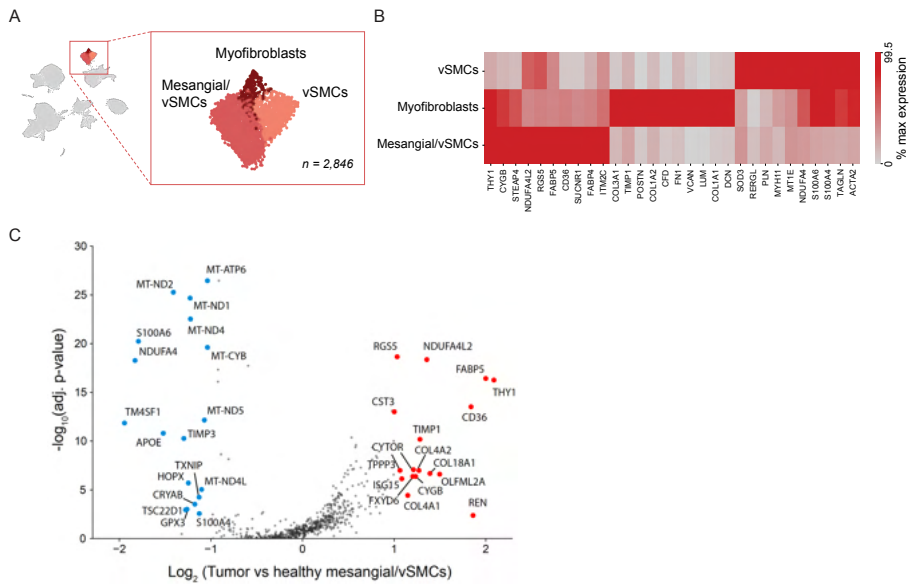 A
Myofibroblasts
Mesangial/
vSMCs
vSMCs
n = 2,846
B
vSMCs
Myofibroblasts
Mesangial/vSMCs
THY1
CYGB
STEAP4
NDUFA4L2
RGS5
FABP5
CD36
SUCNR1
FABP4
ITM2C
COL3A1
TIMP1
POSTN
COL1A2
CFD
FN1
VCAN
LUM
COL1A1
DCN
SOD3
RERGL
PLN
MYH11
MT1E
NDUFA4
S100A6
S100A4
TAGLN
ACTA2
99.5
0
% max expression
C
30
25
20
15
10
5
0
-log10(adj. p-value)
MT-ATP6
MT-ND2
MT-ND1
MT-ND4
S100A6
NDUFA4
MT-CYB
TM4SF1
MT-ND5
APOE
TIMP3
TXNIP
HOPX
MT-ND4L
CRYAB
TSC22D1
GPX3
S100A4
RGS5
NDUFA4L2
FABP5
THY1
CST3
CD36
TIMP1
CYTOR
COL4A2
TPPP3
COL18A1
ISG15
OLFML2A
FXYD6
CYGB
COL4A1
REN
−2
−1
0
1
2
Log2 (Tumor vs healthy mesangial/vSMCs)